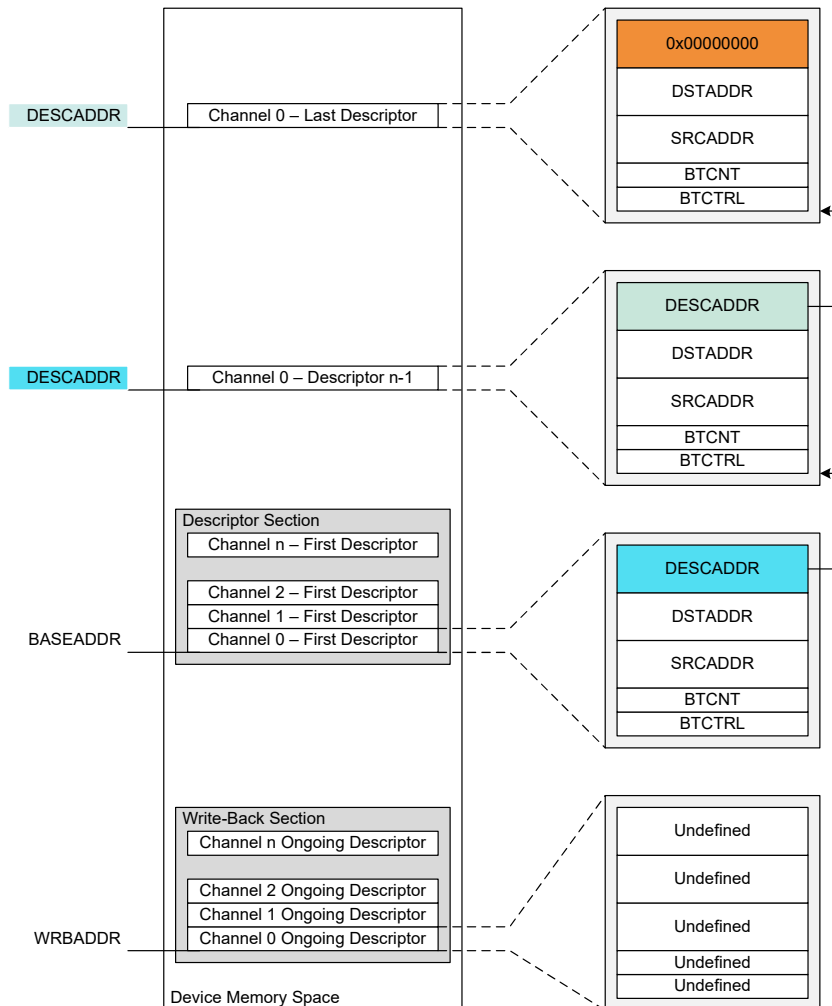 0x00000000
DSTADDR
SRCADDR
BTCNT
BTCTRL
DESCADDR
Channel 0 – Last Descriptor
DESCADDR
DSTADDR
SRCADDR
BTCNT
BTCTRL
DESCADDR
Channel 0 – Descriptor n-1
Descriptor Section
Channel n – First Descriptor
Channel 2 – First Descriptor
Channel 1 – First Descriptor
Channel 0 – First Descriptor
BASEADDR
DESCADDR
DSTADDR
SRCADDR
BTCNT
BTCTRL
Write-Back Section
Channel n Ongoing Descriptor
Channel 2 Ongoing Descriptor
Channel 1 Ongoing Descriptor
Channel 0 Ongoing Descriptor
WRBADDR
Undefined
Undefined
Undefined
Undefined
Undefined
Device Memory Space